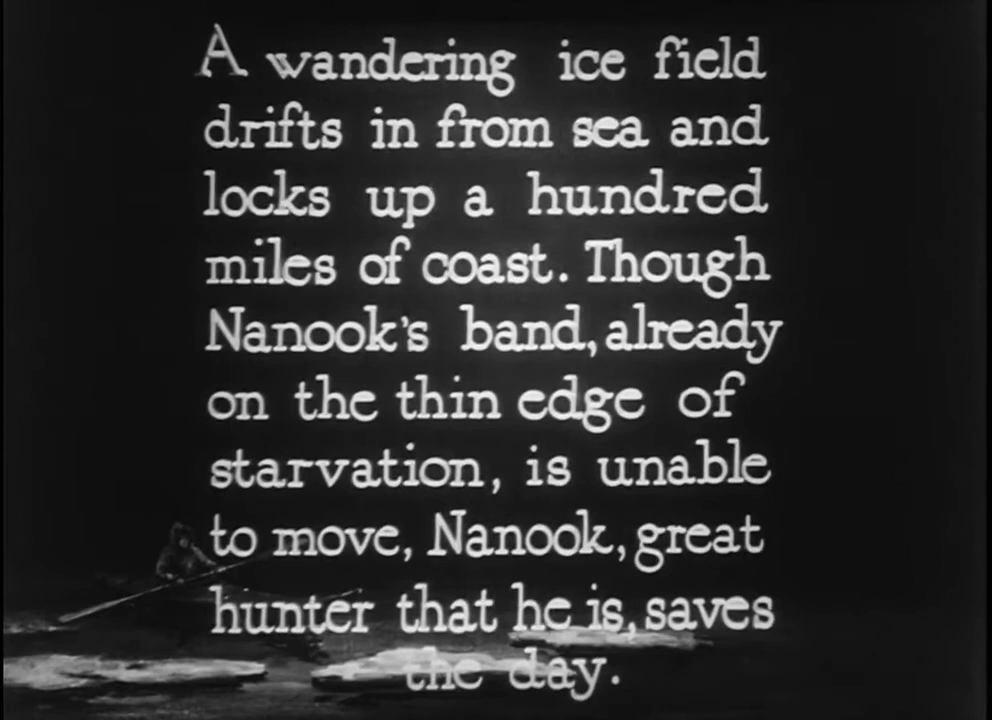 A wandering ice field
drifts in from sea and
locks up a hundred
miles of coast. Though
Nanook's band, already
on the thin edge of
starvation, is unable
to move, Nanook, great
hunter that he is, saves
the day.